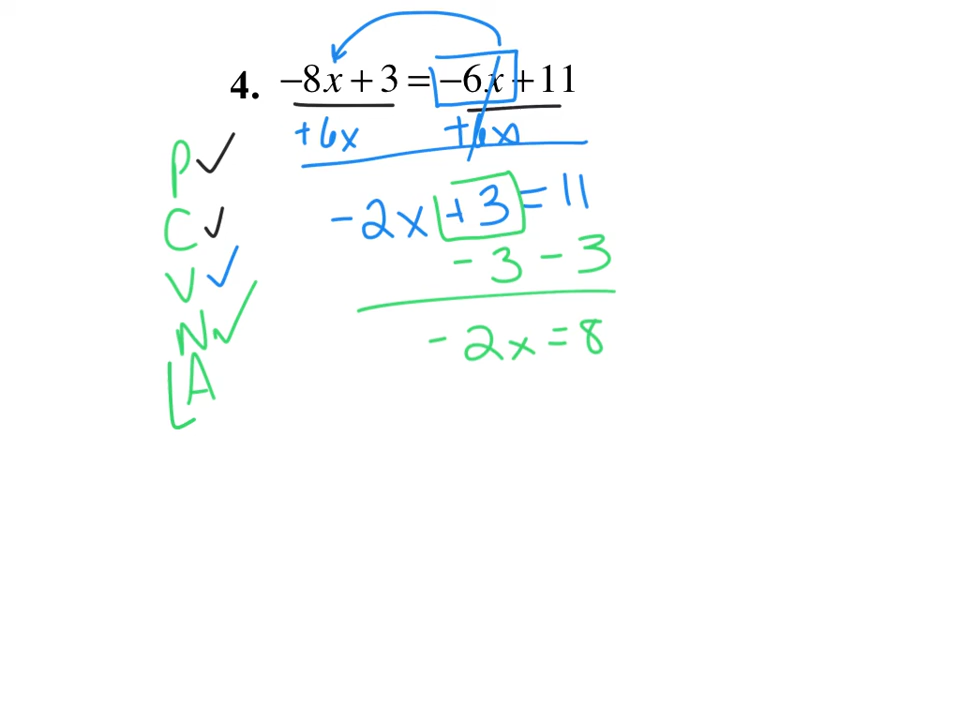 4. −8x + 3 = −6x + 11
+6x +6x
P ✓
-2x +3 = 11
C ✓
- 3 - 3
V ✓
N ✓
-2x = 8
LA